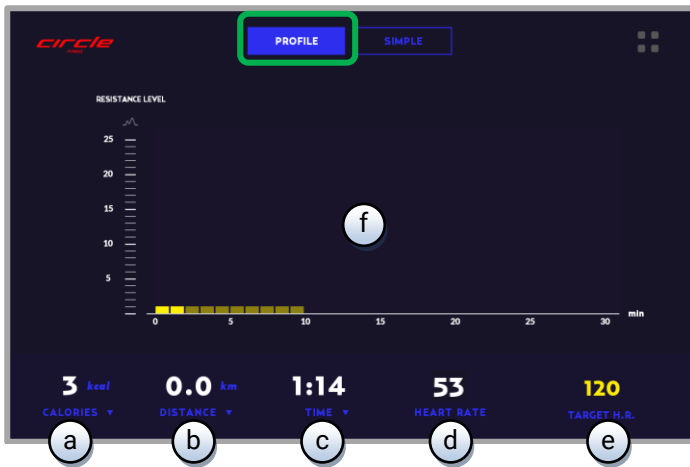 circle
PROFILE
SIMPLE
RESISTANCE LEVEL
25
20
15
10
5
f
0 5 10 15 20 25 30 min
3 kcal
0.0 km
1:14
53
120
CALORIES ▼
DISTANCE ▼
TIME ▼
HEART RATE
TARGET H.R.
a
b
c
d
e